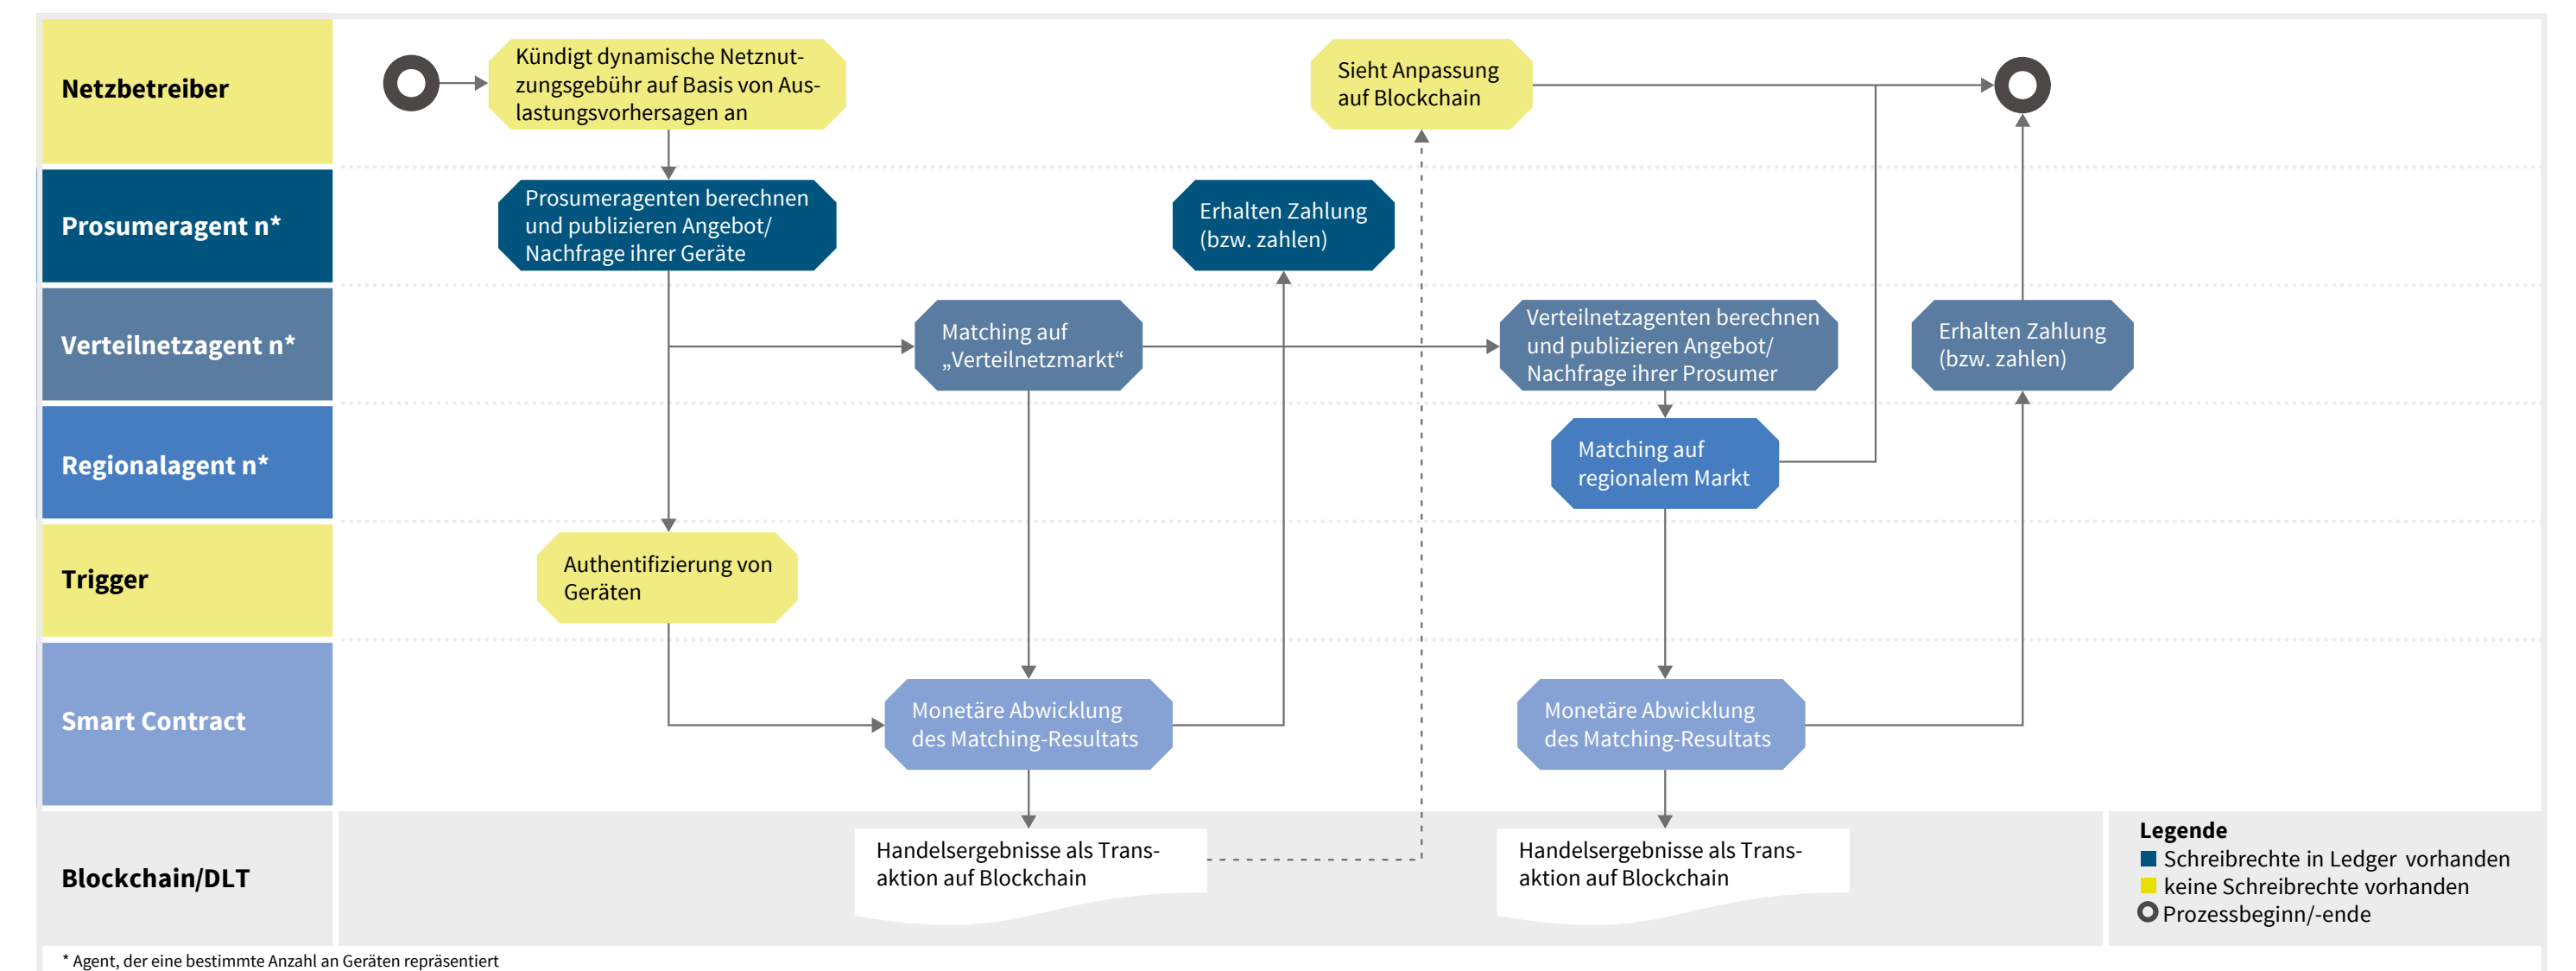 Netzbetreiber
Kündigt dynamische Netznut-
zungsgebühr auf Basis von Aus-
lastungsvorhersagen an
Sieht Anpassung
auf Blockchain
Prosumeragent n*
Prosumeragenten berechnen
und publizieren Angebot/
Nachfrage ihrer Geräte
Erhalten Zahlung
(bzw. zahlen)
Verteilnetzagent n*
Matching auf
„Verteilnetzmarkt“
Verteilnetzagenten berechnen
und publizieren Angebot/
Nachfrage ihrer Prosumer
Erhalten Zahlung
(bzw. zahlen)
Regionalagent n*
Matching auf
regionalem Markt
Trigger
Authentifizierung von
Geräten
Smart Contract
Monetäre Abwicklung
des Matching-Resultats
Monetäre Abwicklung
des Matching-Resultats
Blockchain/DLT
Handelsergebnisse als Trans-
aktion auf Blockchain
Handelsergebnisse als Trans-
aktion auf Blockchain
Legende
Schreibrechte in Ledger vorhanden
keine Schreibrechte vorhanden
Prozessbeginn/-ende
* Agent, der eine bestimmte Anzahl an Geräten repräsentiert